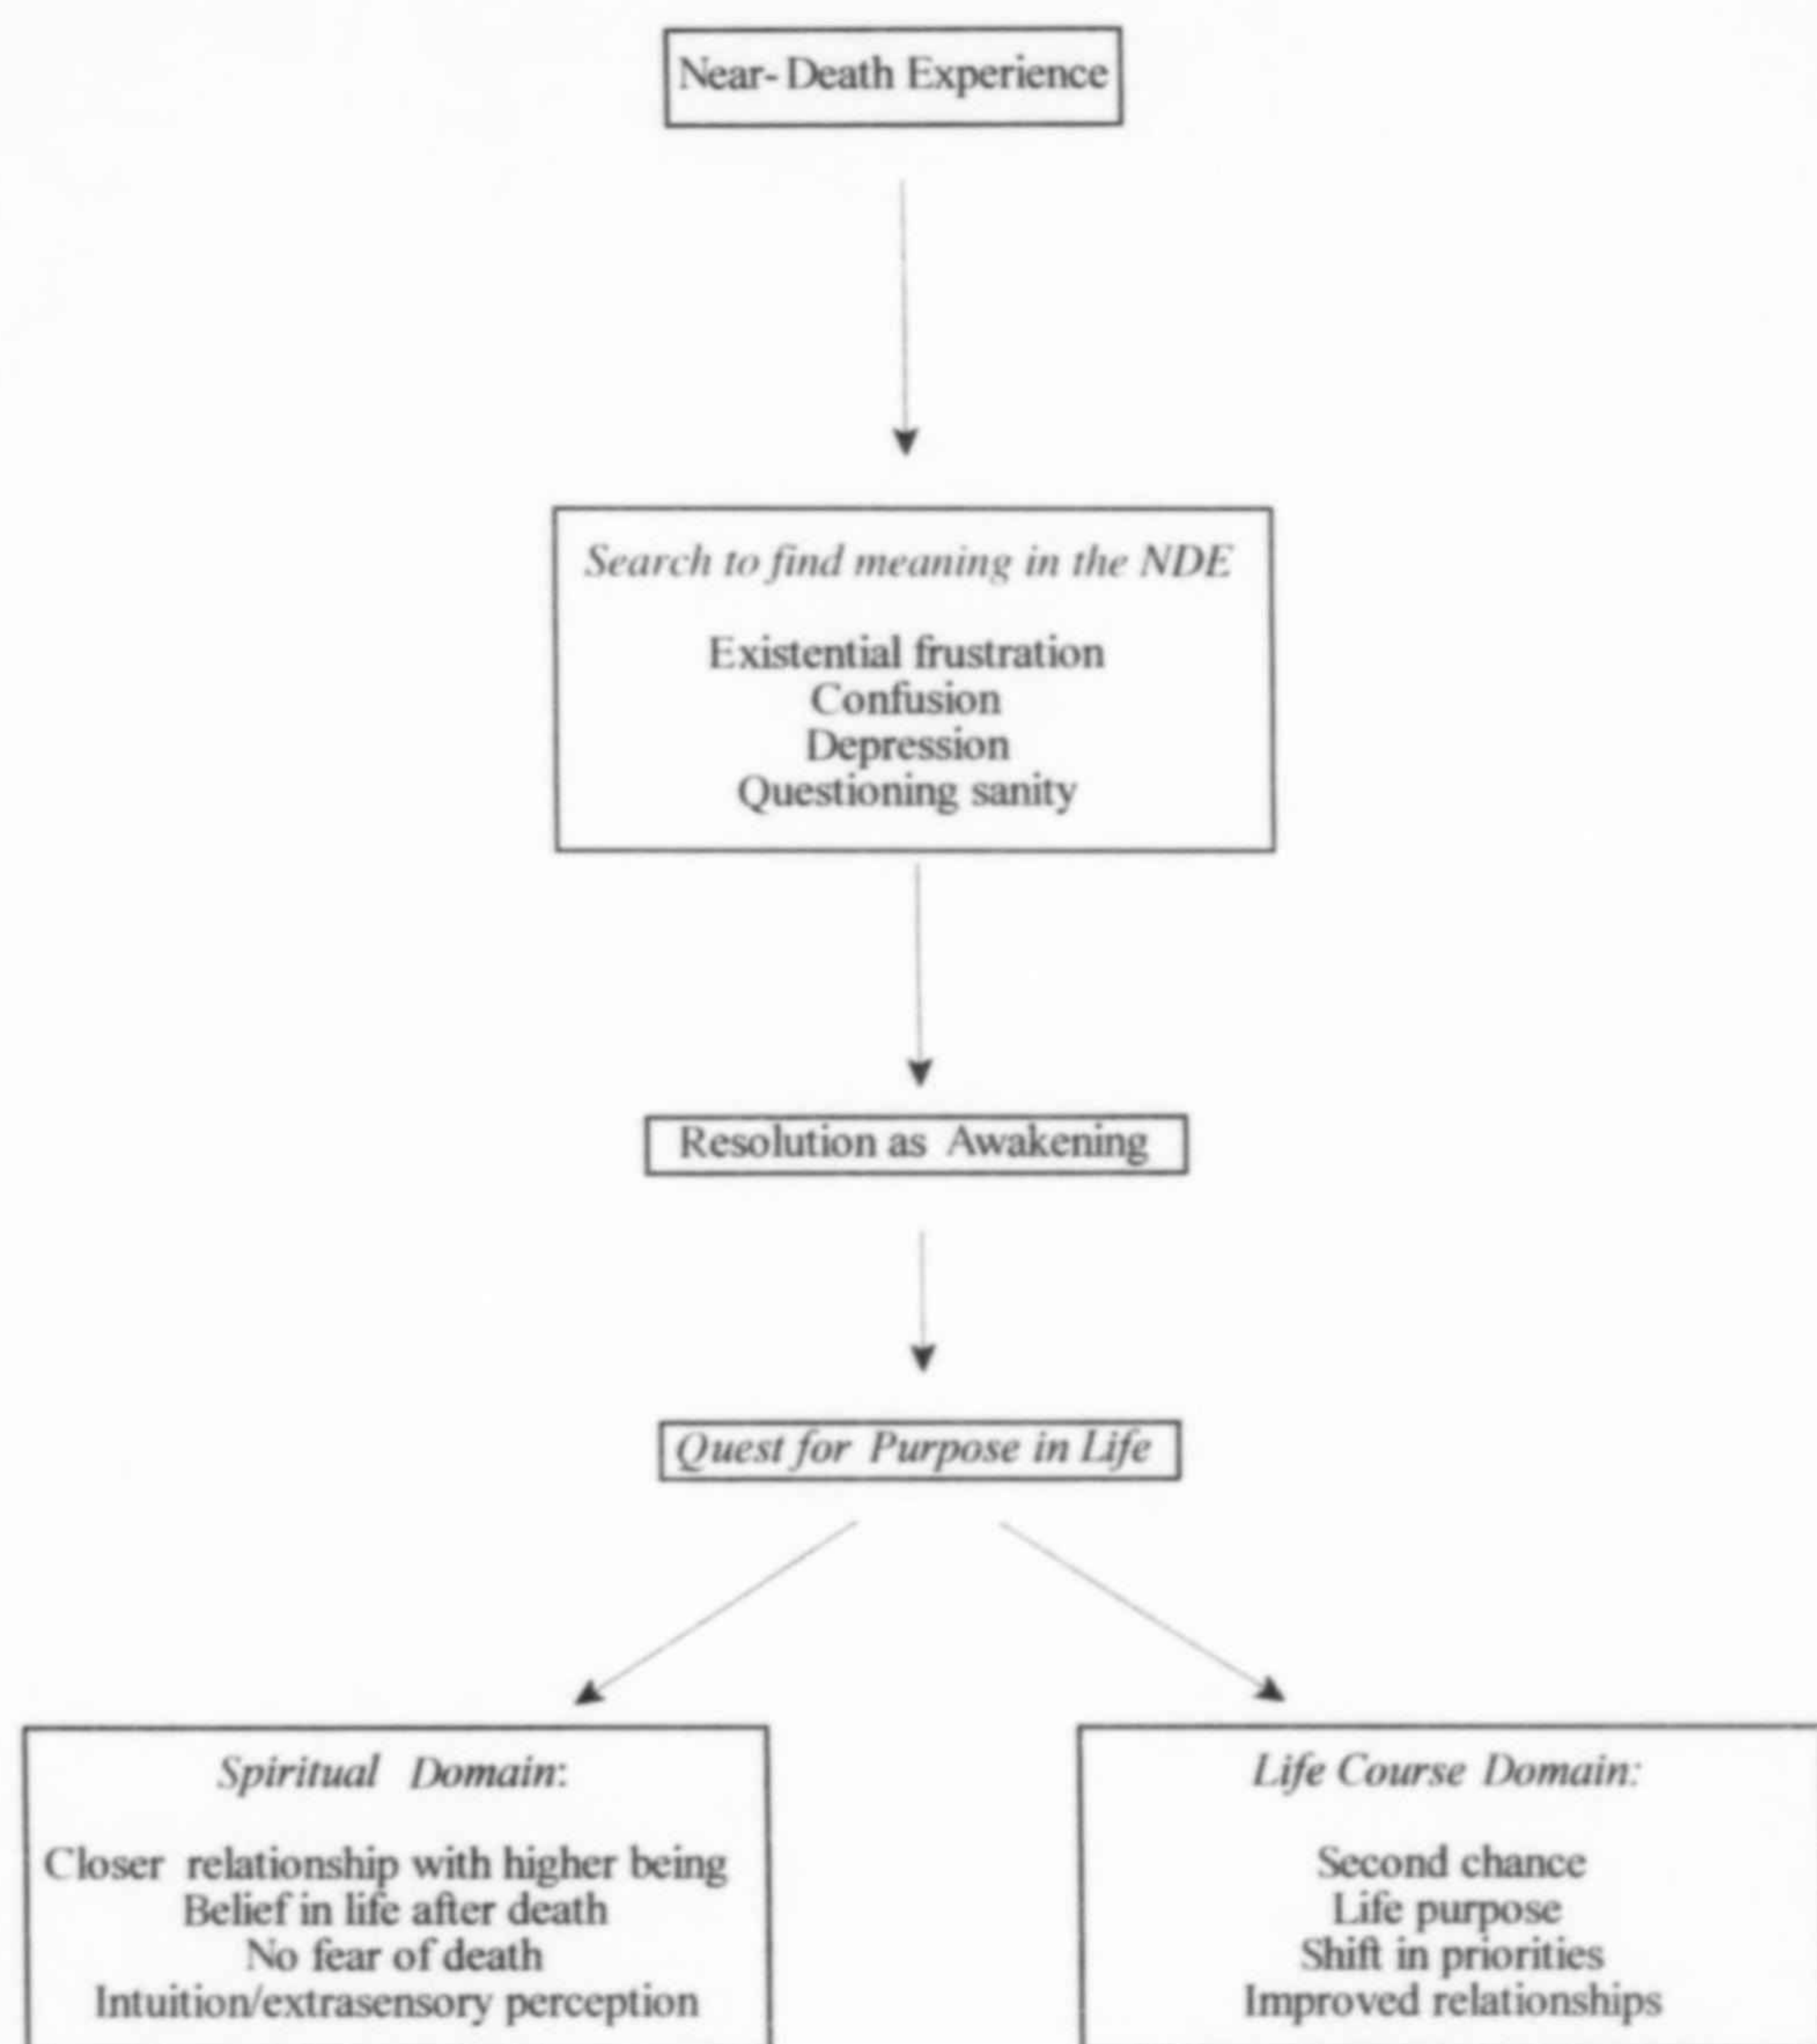 Near-Death Experience
Search to find meaning in the NDE
Existential frustration
Confusion
Depression
Questioning sanity
Resolution as Awakening
Quest for Purpose in Life
Spiritual Domain:
Closer relationship with higher being
Belief in life after death
No fear of death
Intuition/extrasensory perception
Life Course Domain:
Second chance
Life purpose
Shift in priorities
Improved relationships